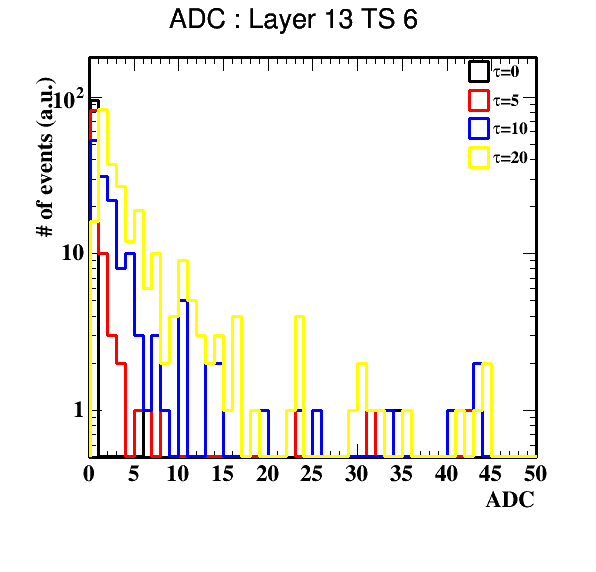 ADC : Layer 13 TS 6
# of events (a.u.)
10²
10
1
τ=0
τ=5
τ=10
τ=20
0 5 10 15 20 25 30 35 40 45 50
ADC